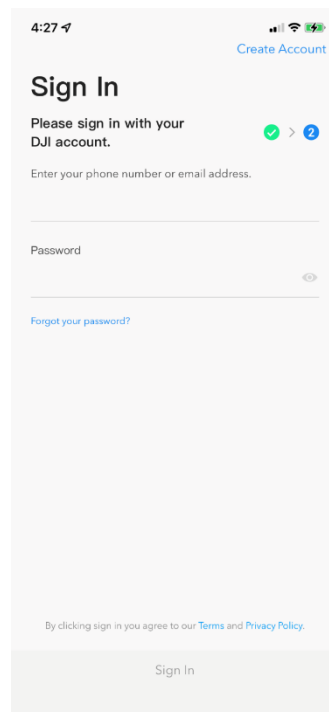 4:27
Create Account
Sign In
Please sign in with your
DJI account.
2
Enter your phone number or email address.
Password
Forgot your password?
By clicking sign in you agree to our Terms and Privacy Policy.
Sign In